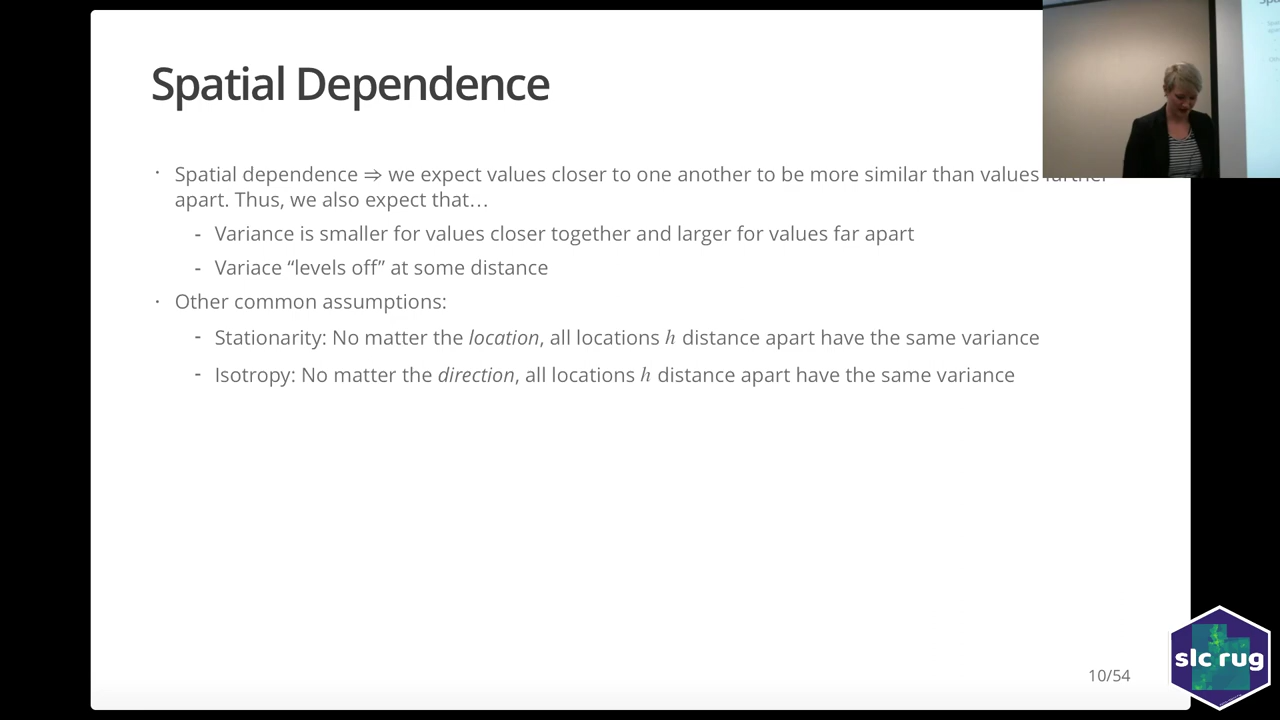 Spatial Dependence
· Spatial dependence ⇒ we expect values closer to one another to be more similar than values farther
apart. Thus, we also expect that…
- Variance is smaller for values closer together and larger for values far apart
- Variace “levels off” at some distance
· Other common assumptions:
- Stationarity: No matter the location, all locations h distance apart have the same variance
- Isotropy: No matter the direction, all locations h distance apart have the same variance
10/54
slc rug